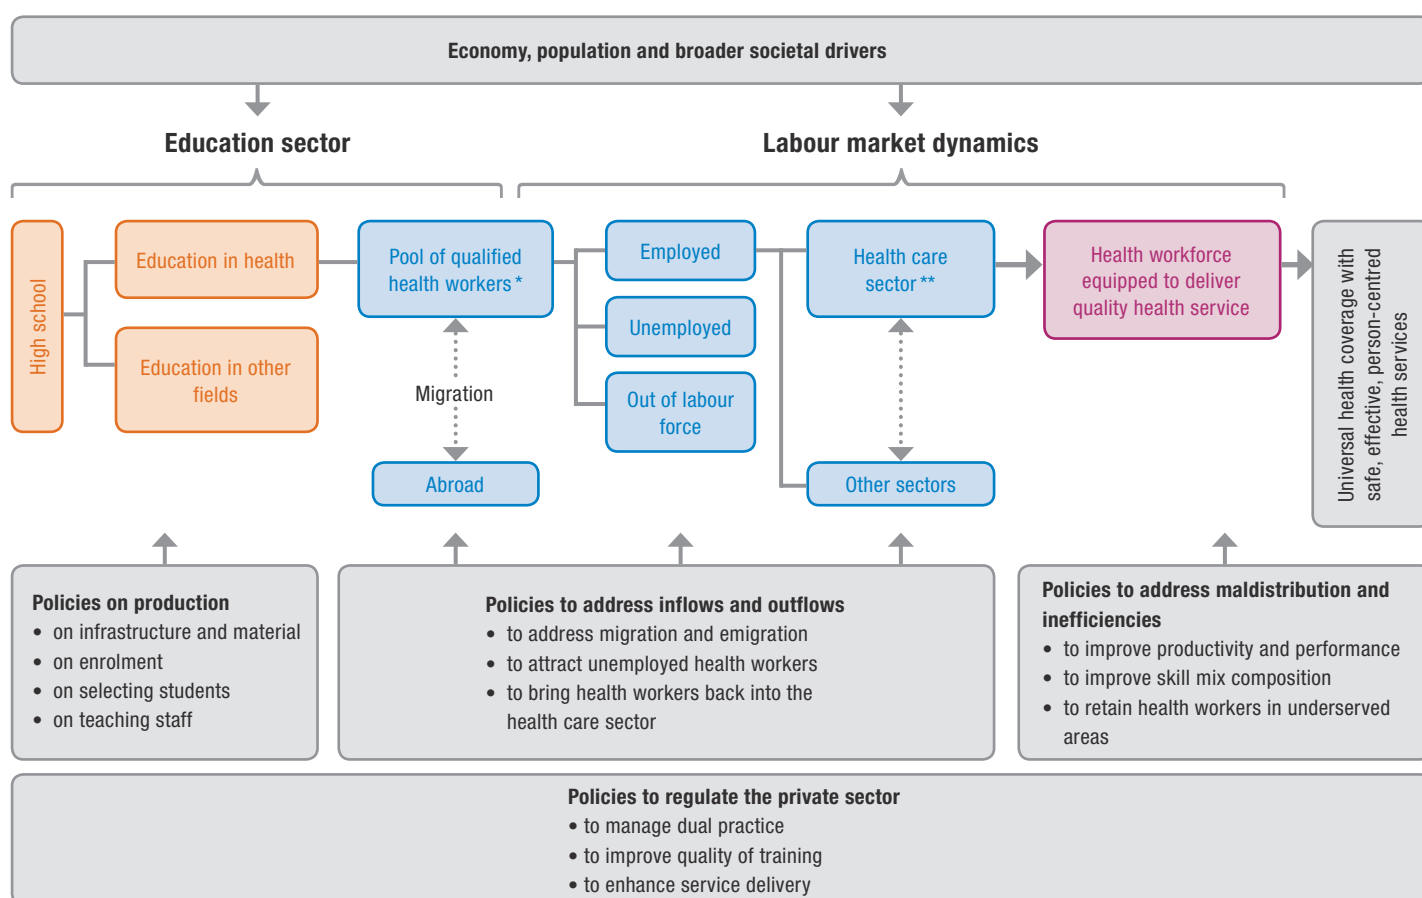 Economy, population and broader societal drivers
Education sector
Labour market dynamics
High school
Education in health
Education in other
fields
Pool of qualified
health workers *
Migration
Abroad
Employed
Unemployed
Out of labour
force
Health care
sector **
Other sectors
Health workforce
equipped to deliver
quality health service
Universal health coverage with
safe, effective, person-centred
health services
Policies on production
• on infrastructure and material
• on enrolment
• on selecting students
• on teaching staff
Policies to address inflows and outflows
• to address migration and emigration
• to attract unemployed health workers
• to bring health workers back into the
health care sector
Policies to address maldistribution and
inefficiencies
• to improve productivity and performance
• to improve skill mix composition
• to retain health workers in underserved
areas
Policies to regulate the private sector
• to manage dual practice
• to improve quality of training
• to enhance service delivery